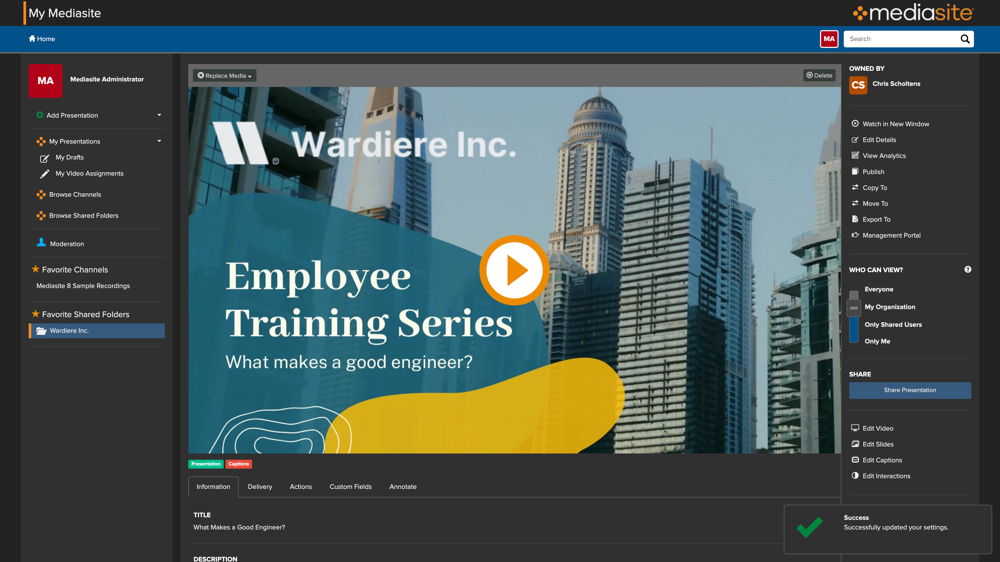 My Mediasite
mediasite
Home
MA
Search
MA
Mediasite Administrator
Add Presentation
My Presentations
My Drafts
My Video Assignments
Browse Channels
Browse Shared Folders
Moderation
Favorite Channels
Mediasite 8 Sample Recordings
Favorite Shared Folders
Wardiere Inc.
Replace Media
Delete
Wardiere Inc.
Employee
Training Series
What makes a good engineer?
Presentation
Captions
Information
Delivery
Actions
Custom Fields
Annotate
TITLE
What Makes a Good Engineer?
DESCRIPTION
OWNED BY
CS
Chris Scholtens
Watch in New Window
Edit Details
View Analytics
Publish
Copy To
Move To
Export To
Management Portal
WHO CAN VIEW?
Everyone
My Organization
Only Shared Users
Only Me
SHARE
Share Presentation
Edit Video
Edit Slides
Edit Captions
Edit Interactions
Success
Successfully updated your settings.